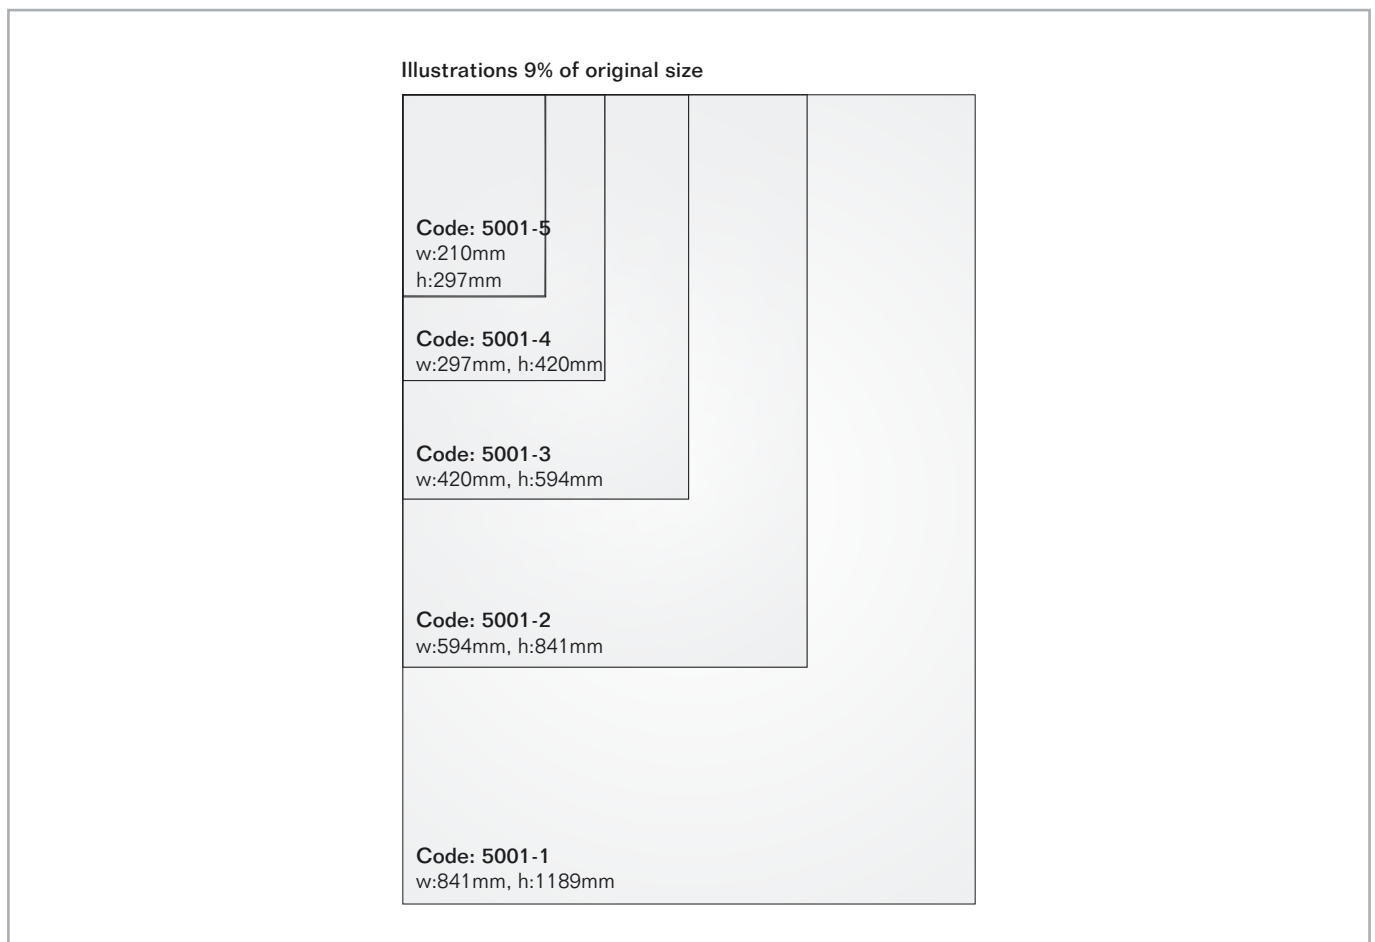 Illustrations 9% of original size
Code: 5001-5
w:210mm
h:297mm
Code: 5001-4
w:297mm, h:420mm
Code: 5001-3
w:420mm, h:594mm
Code: 5001-2
w:594mm, h:841mm
Code: 5001-1
w:841mm, h:1189mm